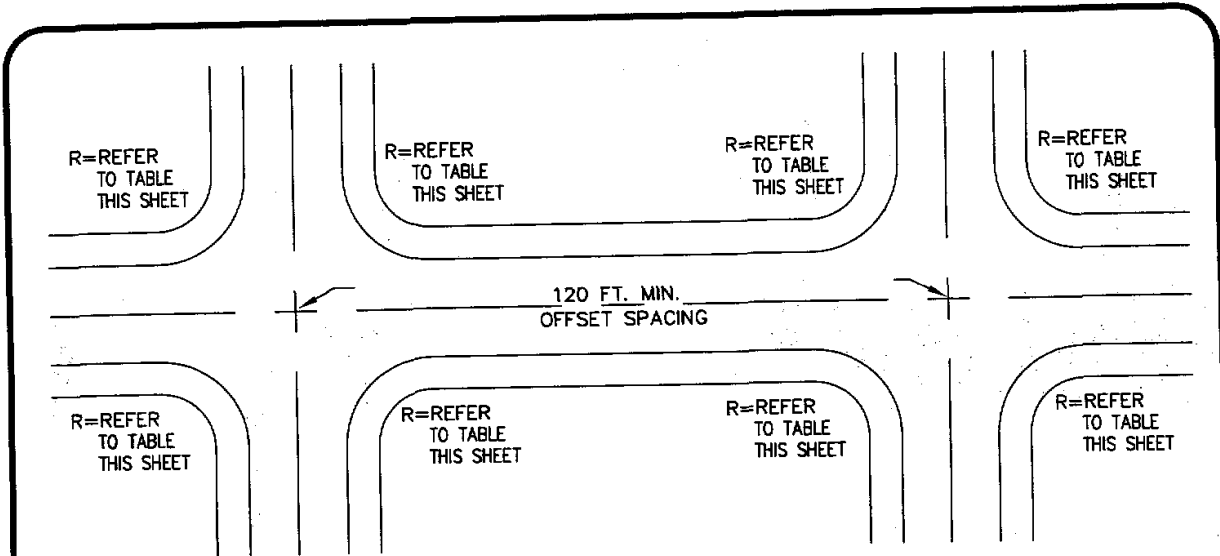 R=REFER
TO TABLE
THIS SHEET
R=REFER
TO TABLE
THIS SHEET
R=REFER
TO TABLE
THIS SHEET
R=REFER
TO TABLE
THIS SHEET
120 FT. MIN.
OFFSET SPACING
R=REFER
TO TABLE
THIS SHEET
R=REFER
TO TABLE
THIS SHEET
R=REFER
TO TABLE
THIS SHEET
R=REFER
TO TABLE
THIS SHEET